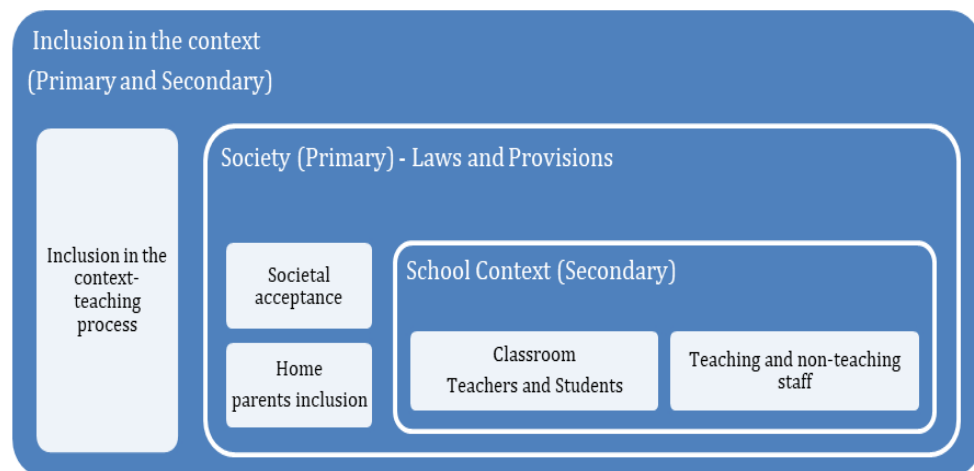 Inclusion in the context
(Primary and Secondary)
Inclusion in the
context-
teaching
process
Society (Primary) - Laws and Provisions
Societal
acceptance
Home
parents inclusion
School Context (Secondary)
Classroom
Teachers and Students
Teaching and non-teaching
staff